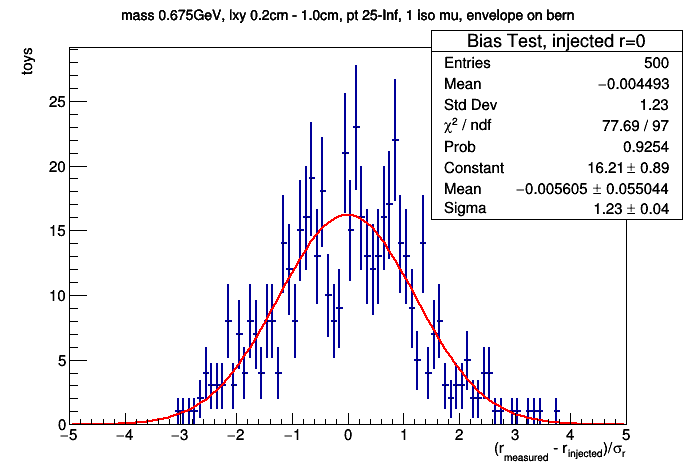 mass 0.675GeV, lxy 0.2cm - 1.0cm, pt 25-Inf, 1 Iso mu, envelope on bern
Bias Test, injected r=0
Entries 500
Mean −0.004493
Std Dev 1.23
χ² / ndf 77.69 / 97
Prob 0.9254
Constant 16.21 ± 0.89
Mean −0.005605 ± 0.055044
Sigma 1.23 ± 0.04
toys
25
20
15
10
5
0
−5 −4 −3 −2 −1 0 1 2 3 4 5
(r_measured - r_injected)/σ_r